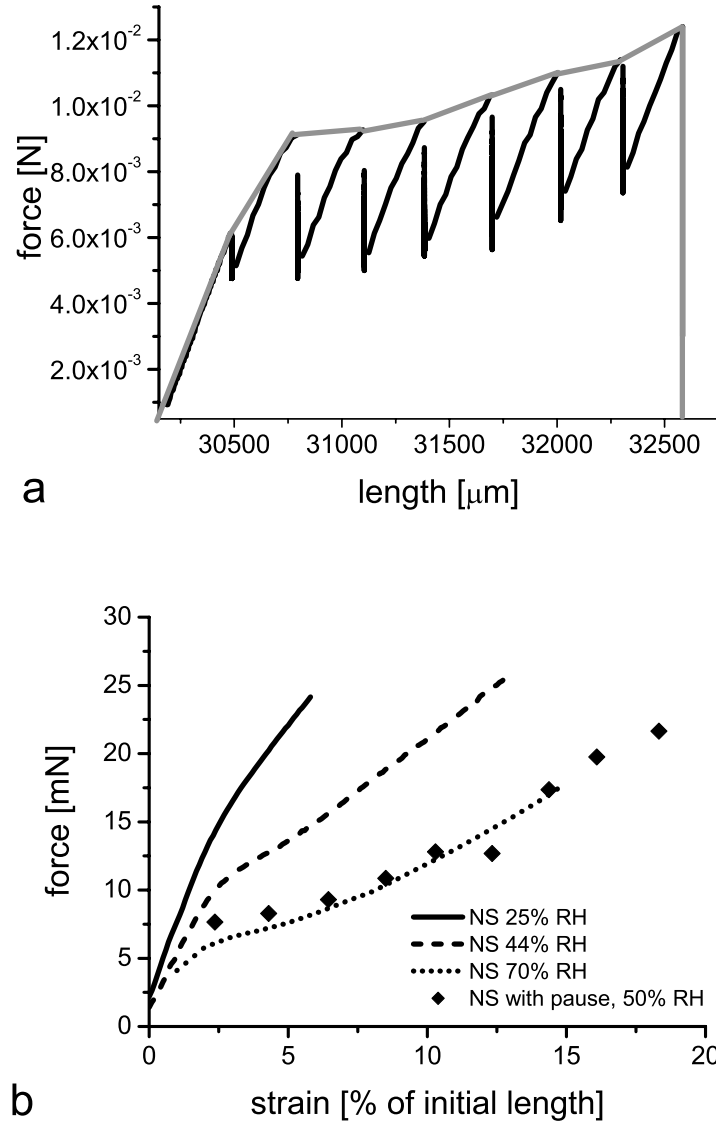 1.2x10⁻²
1.0x10⁻²
8.0x10⁻³
6.0x10⁻³
4.0x10⁻³
2.0x10⁻³
force [N]
30500 31000 31500 32000 32500
a
length [μm]
30
25
20
15
10
5
0
force [mN]
NS 25% RH
NS 44% RH
NS 70% RH
NS with pause, 50% RH
0 5 10 15 20
b
strain [% of initial length]